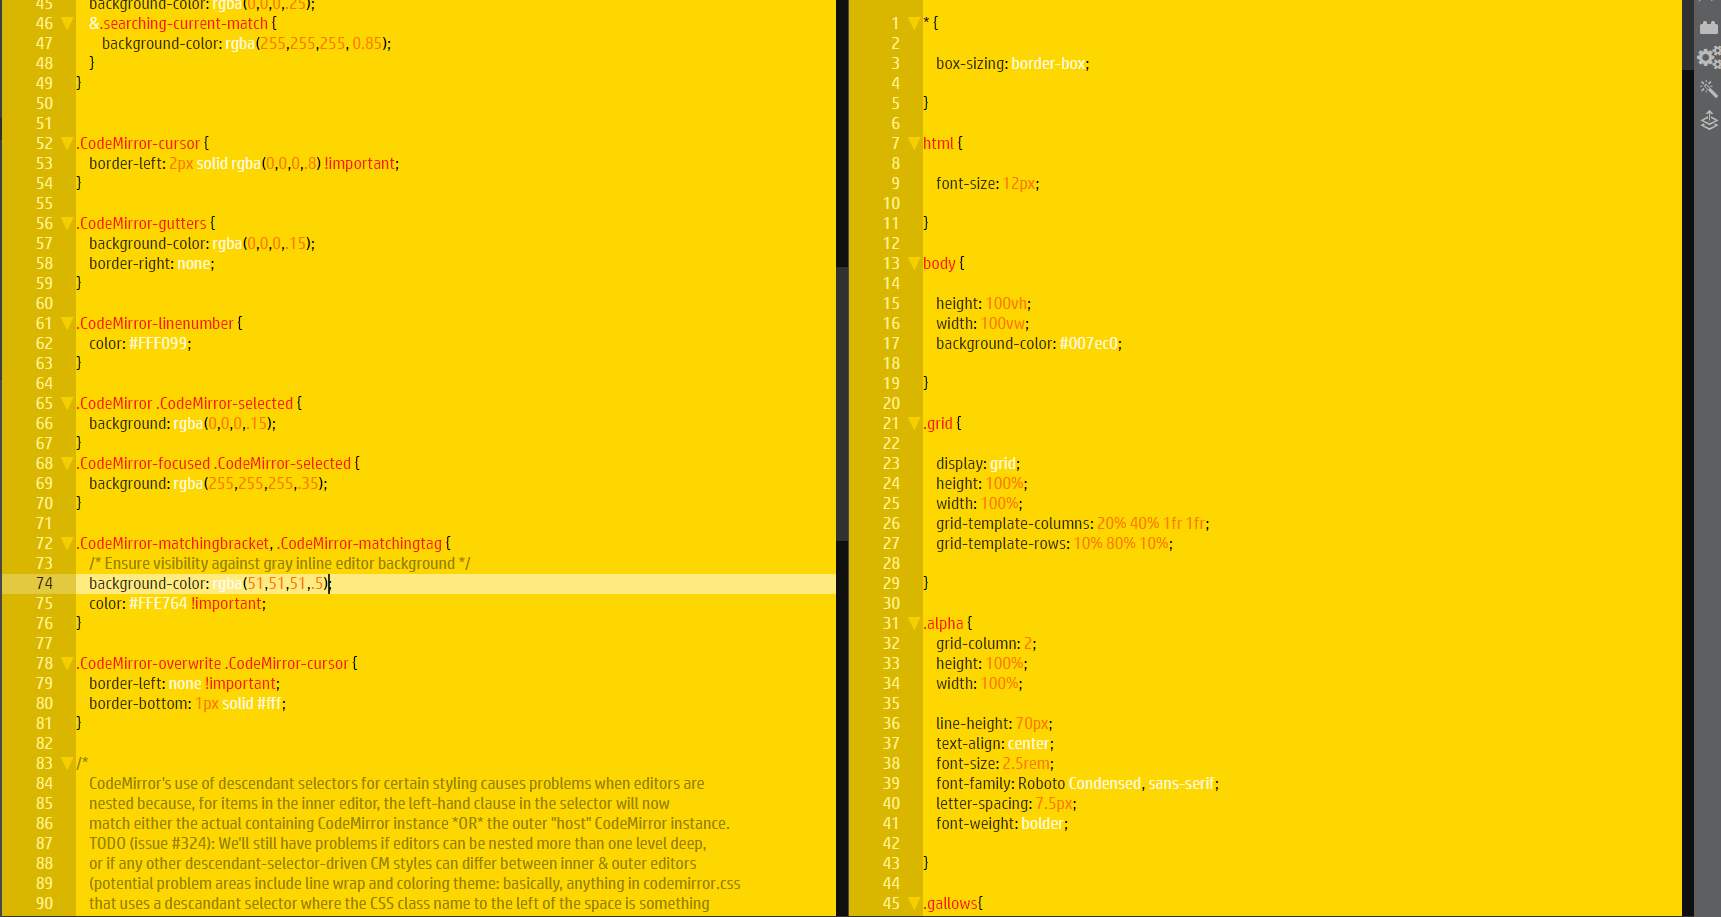 45 background-color: rgba(0,0,0,.25);
46 &.searching-current-match {
47 background-color: rgba(255,255,255, 0.85);
48 }
49 }
50
51
52 .CodeMirror-cursor {
53 border-left: 2px solid rgba(0,0,0,.8) !important;
54 }
55
56 .CodeMirror-gutters {
57 background-color: rgba(0,0,0,.15);
58 border-right: none;
59 }
60
61 .CodeMirror-linenumber {
62 color: #FFF099;
63 }
64
65 .CodeMirror .CodeMirror-selected {
66 background: rgba(0,0,0,.15);
67 }
68 .CodeMirror-focused .CodeMirror-selected {
69 background: rgba(255,255,255,.35);
70 }
71
72 .CodeMirror-matchingbracket, .CodeMirror-matchingtag {
73 /* Ensure visibility against gray inline editor background */
74 background-color: rgba(51,51,51,.5);
75 color: #FFE764 !important;
76 }
77
78 .CodeMirror-overwrite .CodeMirror-cursor {
79 border-left: none !important;
80 border-bottom: 1px solid #fff;
81 }
82
83 /*
84 CodeMirror's use of descendant selectors for certain styling causes problems when editors are
85 nested because, for items in the inner editor, the left-hand clause in the selector will now
86 match either the actual containing CodeMirror instance *OR* the outer "host" CodeMirror instance.
87 TODO (issue #324): We'll still have problems if editors can be nested more than one level deep,
88 or if any other descendant-selector-driven CM styles can differ between inner & outer editors
89 (potential problem areas include line wrap and coloring theme: basically, anything in codemirror.css
90 that uses a descandant selector where the CSS class name to the left of the space is something
1 * {
2
3 box-sizing: border-box;
4
5 }
6
7 html {
8
9 font-size: 12px;
10
11 }
12
13 body {
14
15 height: 100vh;
16 width: 100vw;
17 background-color: #007ec0;
18
19 }
20
21 .grid {
22
23 display: grid;
24 height: 100%;
25 width: 100%;
26 grid-template-columns: 20% 40% 1fr 1fr;
27 grid-template-rows: 10% 80% 10%;
28
29 }
30
31 .alpha {
32 grid-column: 2;
33 height: 100%;
34 width: 100%;
35
36 line-height: 70px;
37 text-align: center;
38 font-size: 2.5rem;
39 font-family: Roboto Condensed, sans-serif;
40 letter-spacing: 7.5px;
41 font-weight: bolder;
42
43 }
44
45 .gallows{